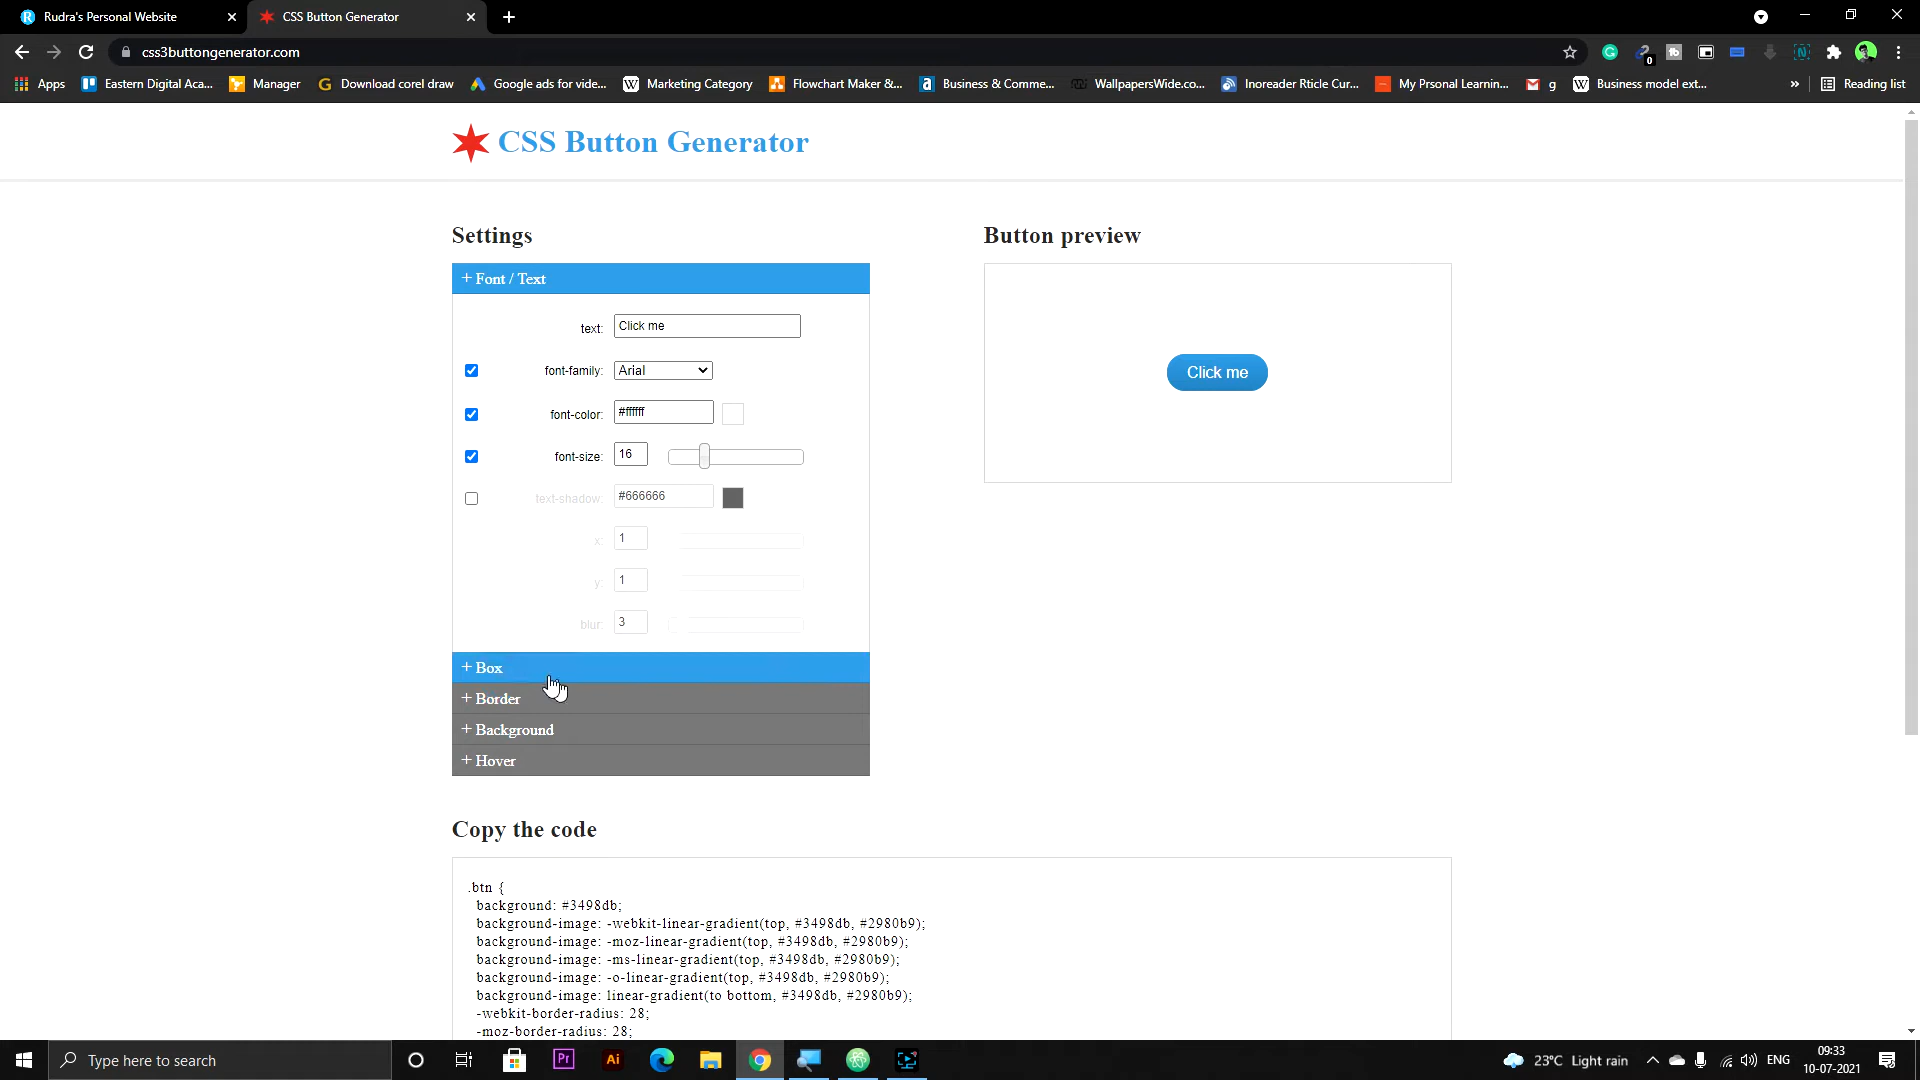 Rudra's Personal Website
CSS Button Generator
css3buttongenerator.com
0
Apps
Eastern Digital Aca...
Manager
Download corel draw
Google ads for vide...
Marketing Category
Flowchart Maker &...
Business & Comme...
WallpapersWide.co...
Inoreader Rticle Cur...
My Prsonal Learnin...
g
Business model ext...
»
Reading list
CSS Button Generator
Settings
Button preview
+ Font / Text
text: Click me
font-family: Arial
font-color: #ffffff
font-size: 16
text-shadow: #666666
x: 1
y: 1
blur: 3
Click me
+ Box
+ Border
+ Background
+ Hover
Copy the code
.btn {
background: #3498db;
background-image: -webkit-linear-gradient(top, #3498db, #2980b9);
background-image: -moz-linear-gradient(top, #3498db, #2980b9);
background-image: -ms-linear-gradient(top, #3498db, #2980b9);
background-image: -o-linear-gradient(top, #3498db, #2980b9);
background-image: linear-gradient(to bottom, #3498db, #2980b9);
-webkit-border-radius: 28;
-moz-border-radius: 28;
Type here to search
Pr
Ai
23°C Light rain
ENG
09:33
10-07-2021